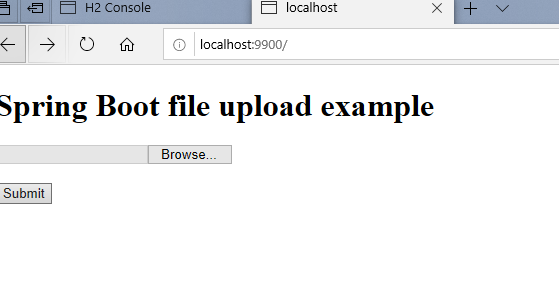 H2 Console
localhost
localhost:9900/
Spring Boot file upload example
Browse...
Submit